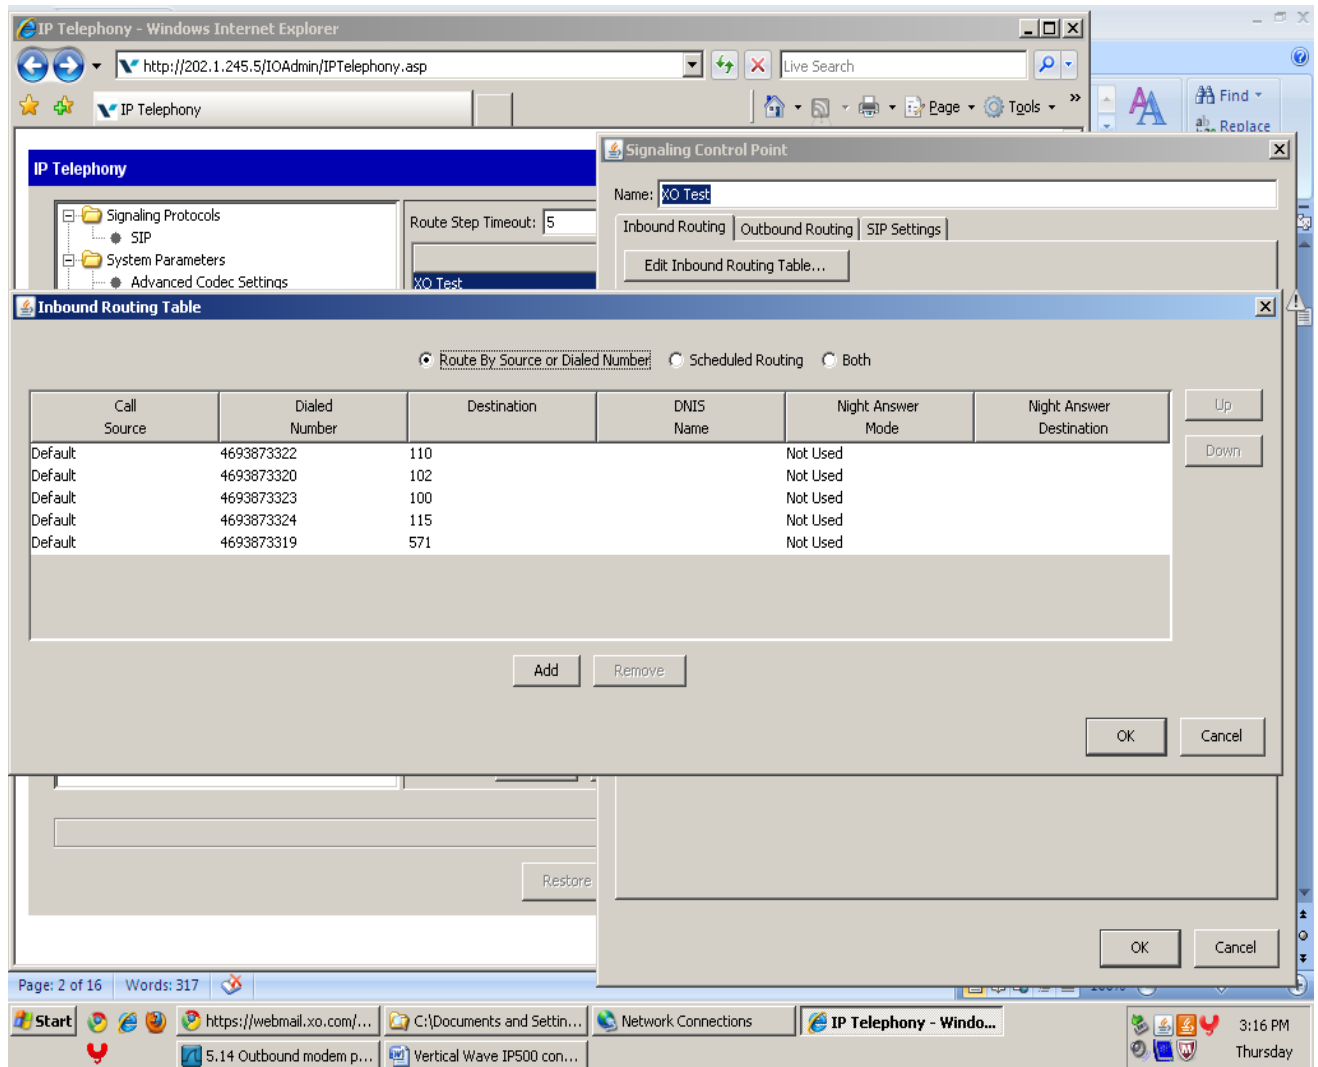 IP Telephony - Windows Internet Explorer
http://202.1.245.5/IOAdmin/IPTelephony.asp
Live Search
IP Telephony
Page
Tools
»
Find
Replace
IP Telephony
Signaling Protocols
SIP
System Parameters
Advanced Codec Settings
Route Step Timeout: 5
XO Test
Signaling Control Point
Name: XO Test
Inbound Routing
Outbound Routing
SIP Settings
Edit Inbound Routing Table...
Inbound Routing Table
Route By Source or Dialed Number
Scheduled Routing
Both
Call Source
Dialed Number
Destination
DNIS Name
Night Answer Mode
Night Answer Destination
Default 4693873322 110 Not Used
Default 4693873320 102 Not Used
Default 4693873323 100 Not Used
Default 4693873324 115 Not Used
Default 4693873319 571 Not Used
Up
Down
Add
Remove
OK
Cancel
Restore
OK
Cancel
Page: 2 of 16
Words: 317
Start
https://webmail.xo.com/...
C:\Documents and Settin...
Network Connections
IP Telephony - Windo...
5.14 Outbound modem p...
Vertical Wave IP500 con...
3:16 PM
Thursday